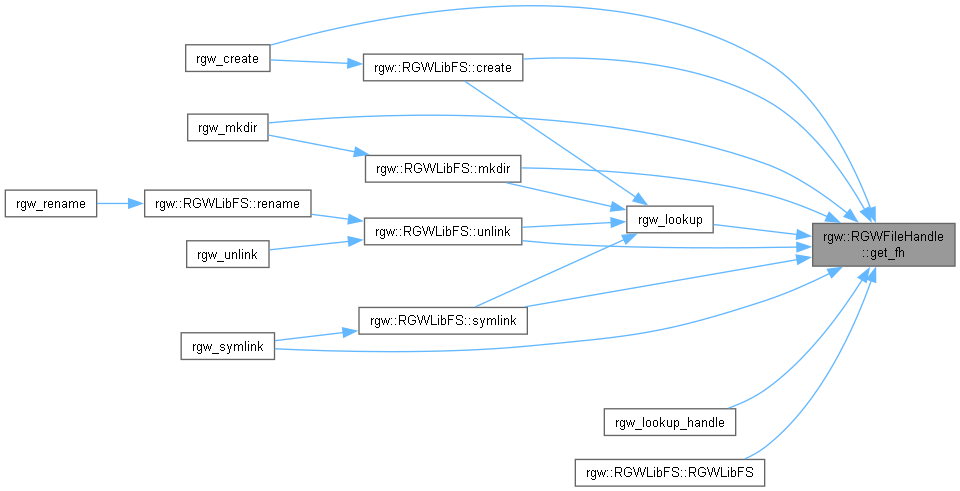 rgw_create
rgw::RGWLibFS::create
rgw_mkdir
rgw::RGWLibFS::mkdir
rgw_rename
rgw::RGWLibFS::rename
rgw_lookup
rgw::RGWLibFS::unlink
rgw_unlink
rgw::RGWFileHandle
::get_fh
rgw::RGWLibFS::symlink
rgw_symlink
rgw_lookup_handle
rgw::RGWLibFS::RGWLibFS